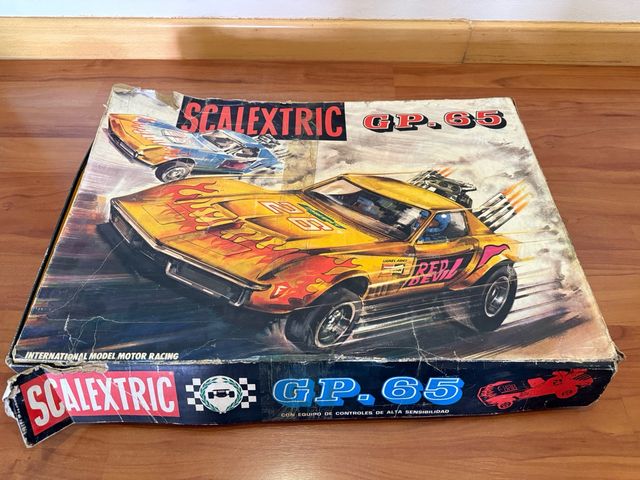 SCALEXTRIC
GP. 65
26
RED
DEVIL
INTERNATIONAL MODEL MOTOR RACING
SCALEXTRIC
GP. 65
CON EQUIPO DE CONTROLES DE ALTA SENSIBILIDAD